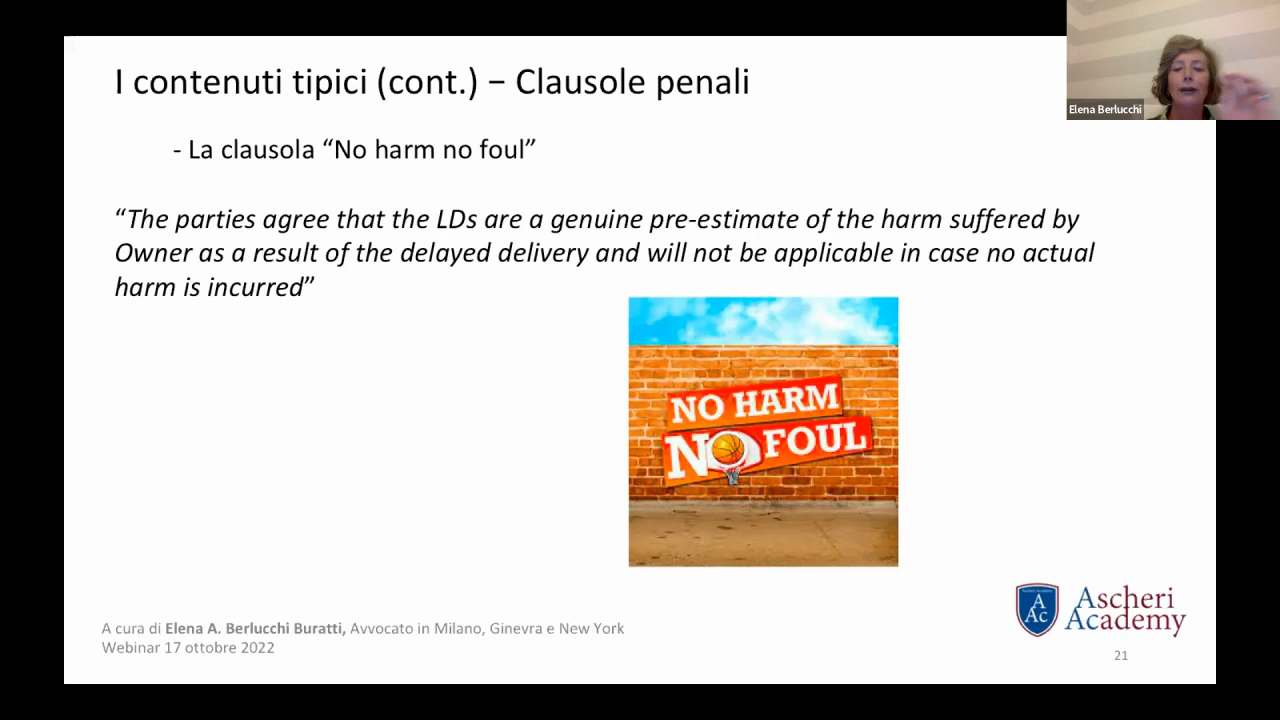 I contenuti tipici (cont.) – Clausole penali
Elena Berlucchi
- La clausola “No harm no foul”
“The parties agree that the LDs are a genuine pre-estimate of the harm suffered by
Owner as a result of the delayed delivery and will not be applicable in case no actual
harm is incurred”
NO HARM
NO FOUL
A cura di Elena A. Berlucchi Buratti, Avvocato in Milano, Ginevra e New York
Webinar 17 ottobre 2022
A
Ac
Ascheri
Academy
21